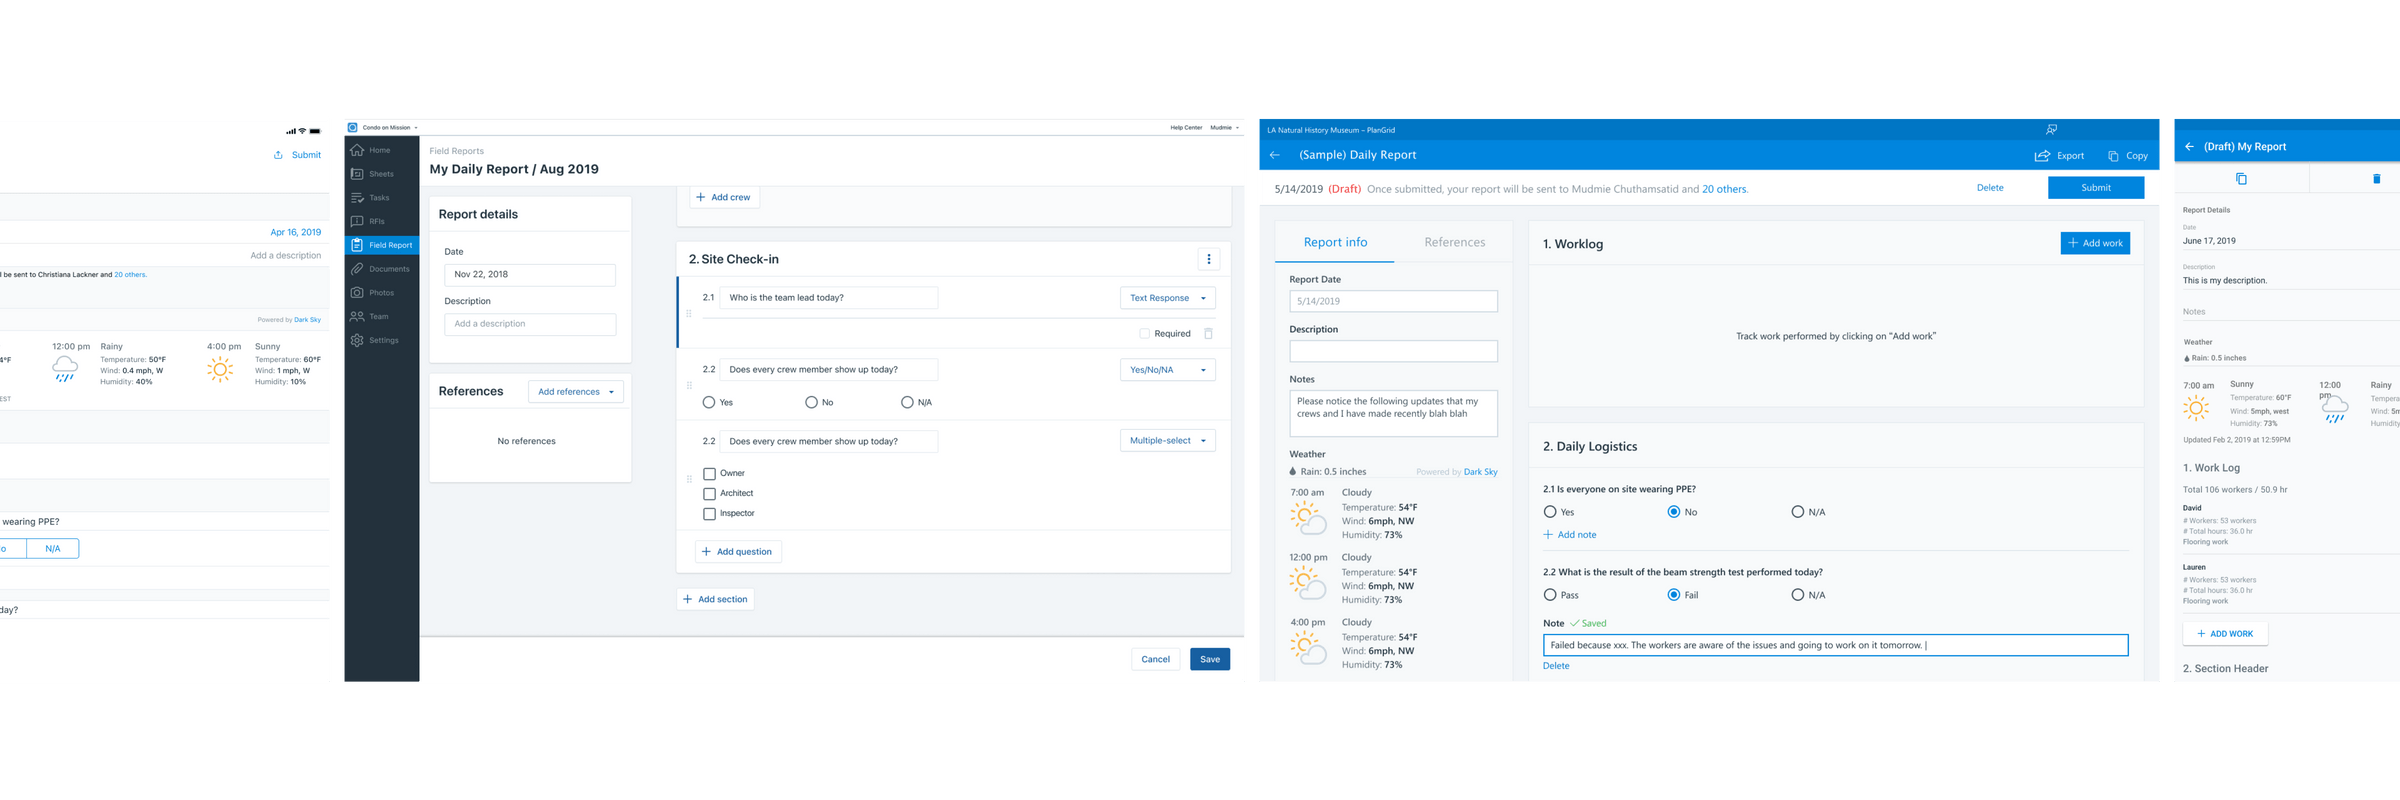 Submit
Apr 16, 2019
Add a description
be sent to Christiana Lackner and 20 others.
Powered by Dark Sky
4°F
12:00 pm Rainy
Temperature: 50°F
Wind: 0.4 mph, W
Humidity: 40%
4:00 pm Sunny
Temperature: 60°F
Wind: 1 mph, W
Humidity: 10%
EST
wearing PPE?
o N/A
day?
Condo on Mission
Help Center Mudmie
Home
Sheets
Tasks
RFIs
Field Report
Documents
Photos
Team
Settings
Field Reports
My Daily Report / Aug 2019
Report details
Date
Nov 22, 2018
Description
Add a description
References
Add references
No references
+ Add crew
2. Site Check-in
2.1 Who is the team lead today? Text Response
Required
2.2 Does every crew member show up today? Yes/No/NA
Yes No N/A
2.2 Does every crew member show up today? Multiple-select
Owner
Architect
Inspector
+ Add question
+ Add section
Cancel Save
LA Natural History Museum – PlanGrid
(Sample) Daily Report
Export Copy
5/14/2019 (Draft) Once submitted, your report will be sent to Mudmie Chuthamsatid and 20 others.
Delete Submit
Report info References
Report Date
5/14/2019
Description
Notes
Please notice the following updates that my
crews and I have made recently blah blah
Weather
Rain: 0.5 inches Powered by Dark Sky
7:00 am Cloudy
Temperature: 54°F
Wind: 6mph, NW
Humidity: 73%
12:00 pm Cloudy
Temperature: 54°F
Wind: 6mph, NW
Humidity: 73%
4:00 pm Cloudy
Temperature: 54°F
Wind: 6mph, NW
Humidity: 73%
1. Worklog
+ Add work
Track work performed by clicking on “Add work”
2. Daily Logistics
2.1 Is everyone on site wearing PPE?
Yes No N/A
+ Add note
2.2 What is the result of the beam strength test performed today?
Pass Fail N/A
Note Saved
Failed because xxx. The workers are aware of the issues and going to work on it tomorrow. |
Delete
(Draft) My Report
Report Details
Date
June 17, 2019
Description
This is my description.
Notes
Weather
Rain: 0.5 inches
7:00 am Sunny
Temperature: 60°F
Wind: 5mph, west
Humidity: 73%
12:00 pm Rainy
Tempera
Wind: 5m
Humidity
Updated Feb 2, 2019 at 12:59PM
1. Work Log
Total 106 workers / 50.9 hr
David
# Workers: 53 workers
# Total hours: 36.0 hr
Flooring work
Lauren
# Workers: 53 workers
# Total hours: 36.0 hr
Flooring work
+ ADD WORK
2. Section Header